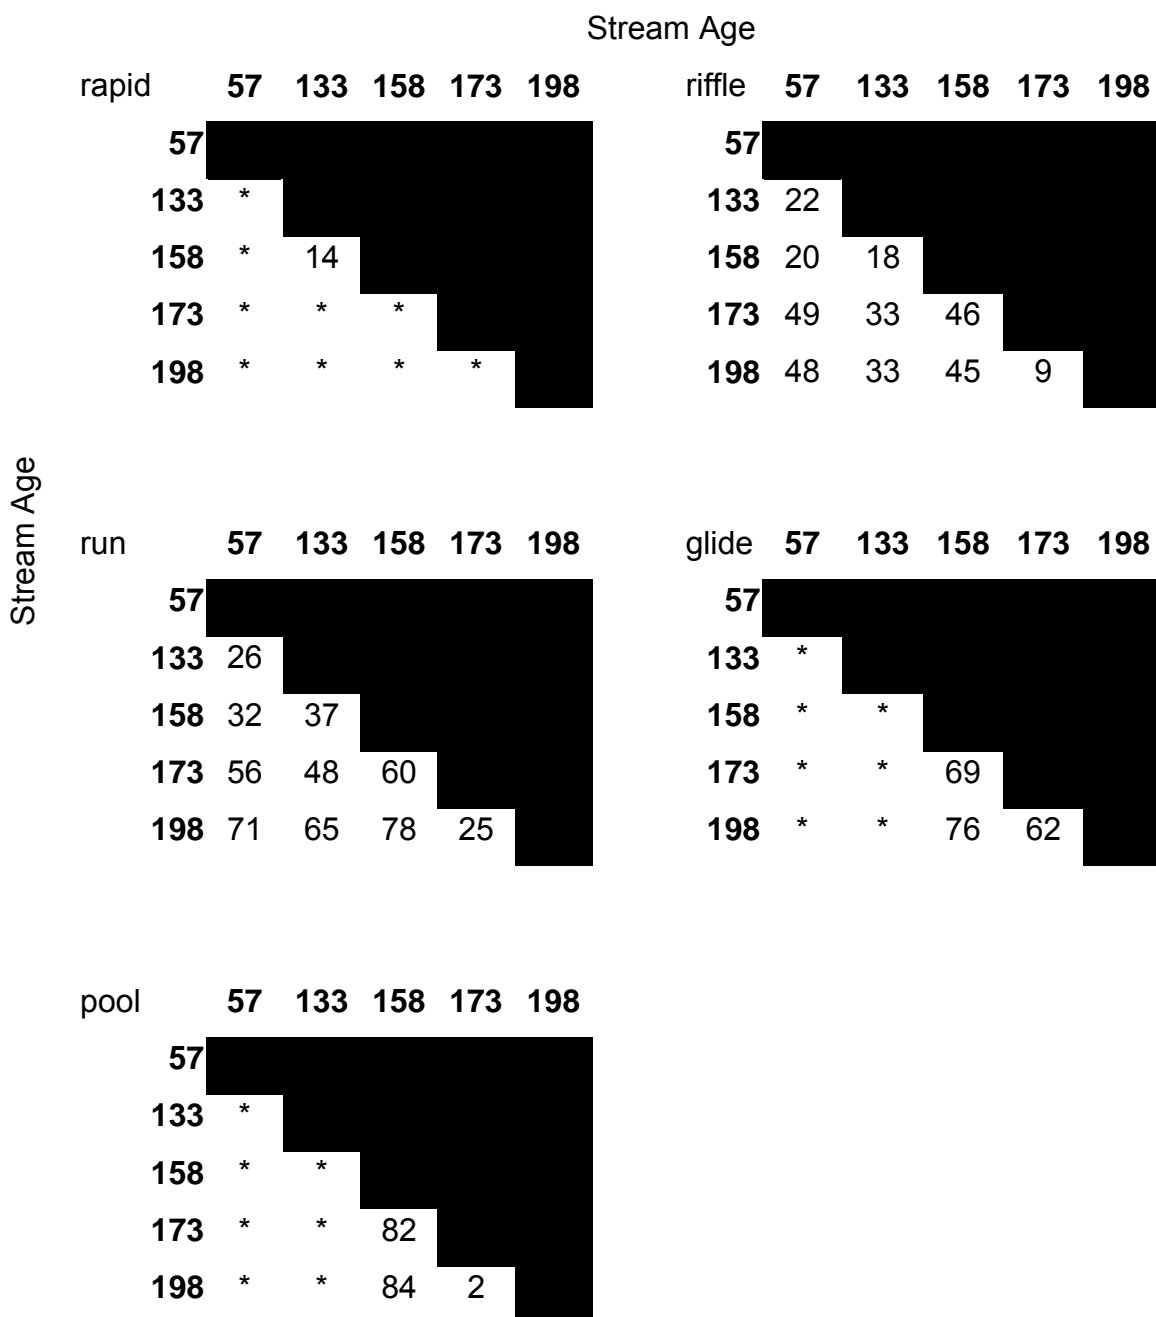 Stream Age
rapid 57 133 158 173 198
57
133 *
158 * 14
173 * * *
198 * * * *
riffle 57 133 158 173 198
57
133 22
158 20 18
173 49 33 46
198 48 33 45 9
Stream Age
run 57 133 158 173 198
57
133 26
158 32 37
173 56 48 60
198 71 65 78 25
glide 57 133 158 173 198
57
133 *
158 * *
173 * * 69
198 * * 76 62
pool 57 133 158 173 198
57
133 *
158 * *
173 * * 82
198 * * 84 2